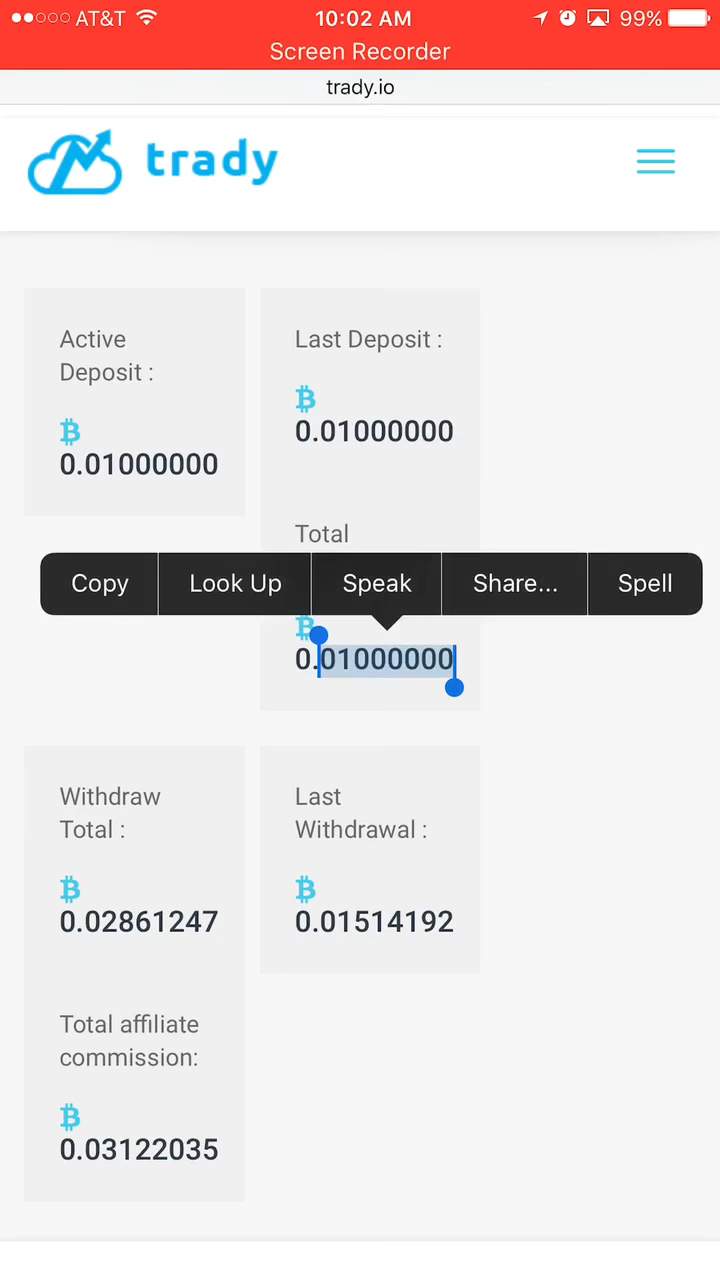 AT&T 10:02 AM 99%
Screen Recorder
trady.io
trady
Active
Deposit :
₿
0.01000000
Last Deposit :
₿
0.01000000
Total
Copy Look Up Speak Share... Spell
₿
0.01000000
Withdraw
Total :
₿
0.02861247
Last
Withdrawal :
₿
0.01514192
Total affiliate
commission:
₿
0.03122035